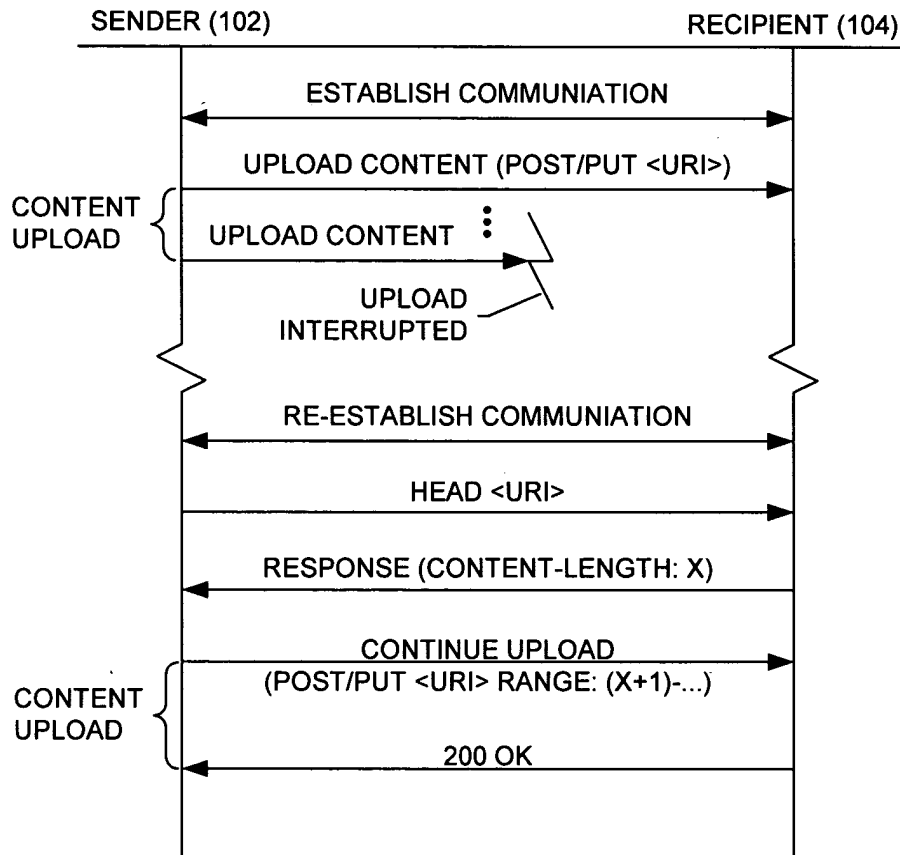 SENDER (102)
RECIPIENT (104)
ESTABLISH COMMUNIATION
UPLOAD CONTENT (POST/PUT <URI>)
CONTENT
UPLOAD
UPLOAD CONTENT
UPLOAD
INTERRUPTED
RE-ESTABLISH COMMUNIATION
HEAD <URI>
RESPONSE (CONTENT-LENGTH: X)
CONTINUE UPLOAD
(POST/PUT <URI> RANGE: (X+1)-...)
CONTENT
UPLOAD
200 OK